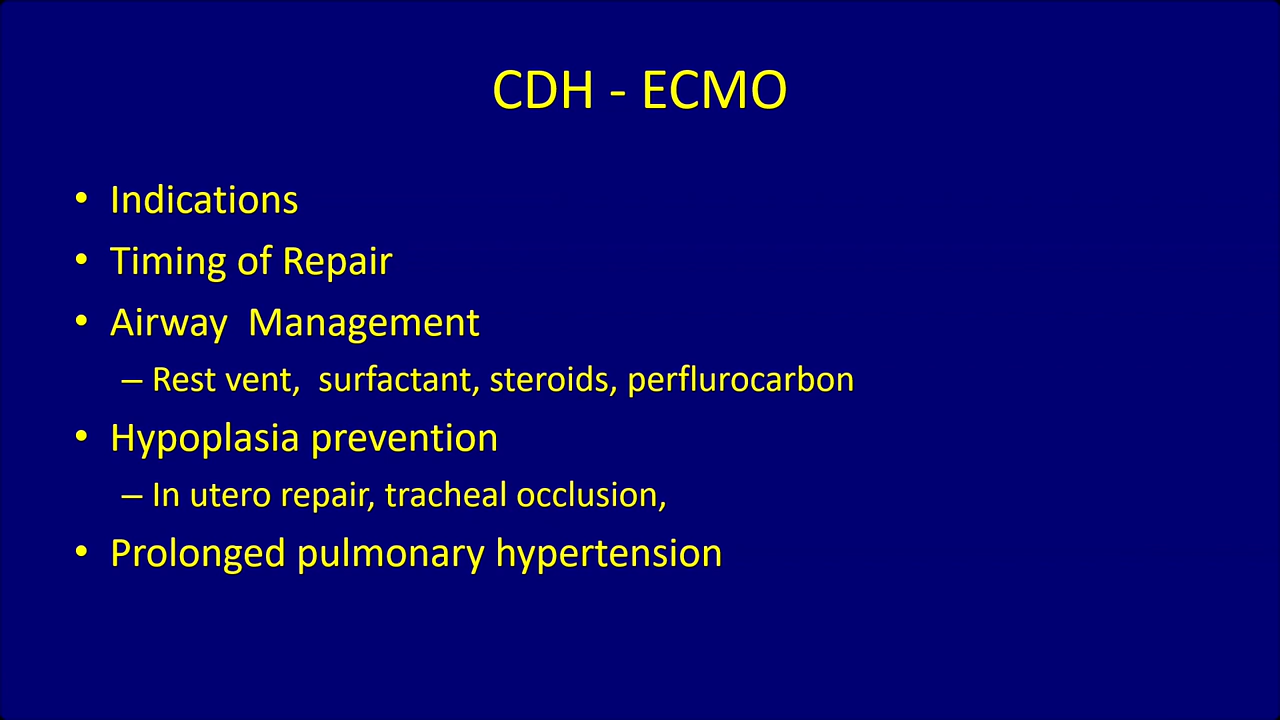 CDH - ECMO
• Indications
• Timing of Repair
• Airway  Management
– Rest vent,  surfactant, steroids, perflurocarbon
• Hypoplasia prevention
– In utero repair, tracheal occlusion,
• Prolonged pulmonary hypertension